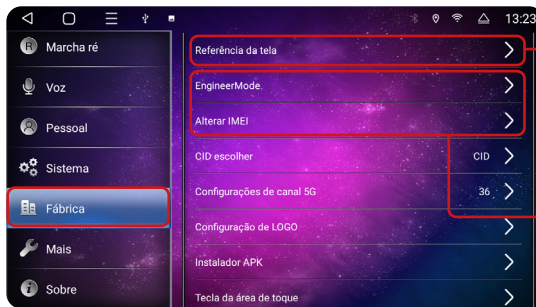 13:23
R Marcha ré
Voz
Pessoal
Sistema
Fábrica
Mais
Sobre
Referência da tela
EngineerMode.
Alterar IMEI
CID escolher CID
Configurações de canal 5G 36
Configuração de LOGO
Instalador APK
Tecla da área de toque